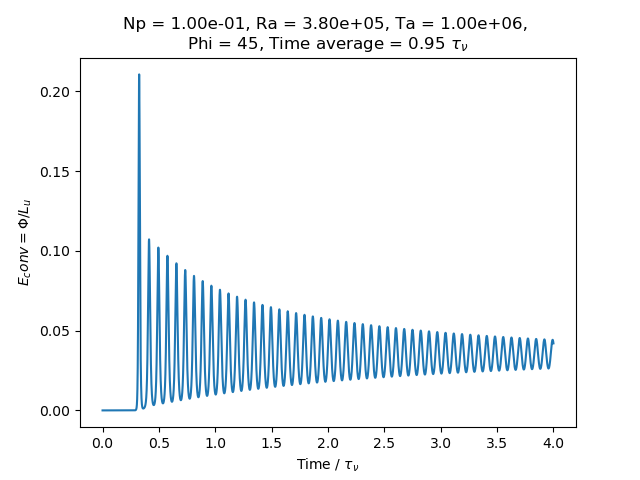 Np = 1.00e-01, Ra = 3.80e+05, Ta = 1.00e+06,
Phi = 45, Time average = 0.95 τν
0.20
0.15
0.10
0.05
0.00
E_conv = Φ/L_u
0.0 0.5 1.0 1.5 2.0 2.5 3.0 3.5 4.0
Time / τν